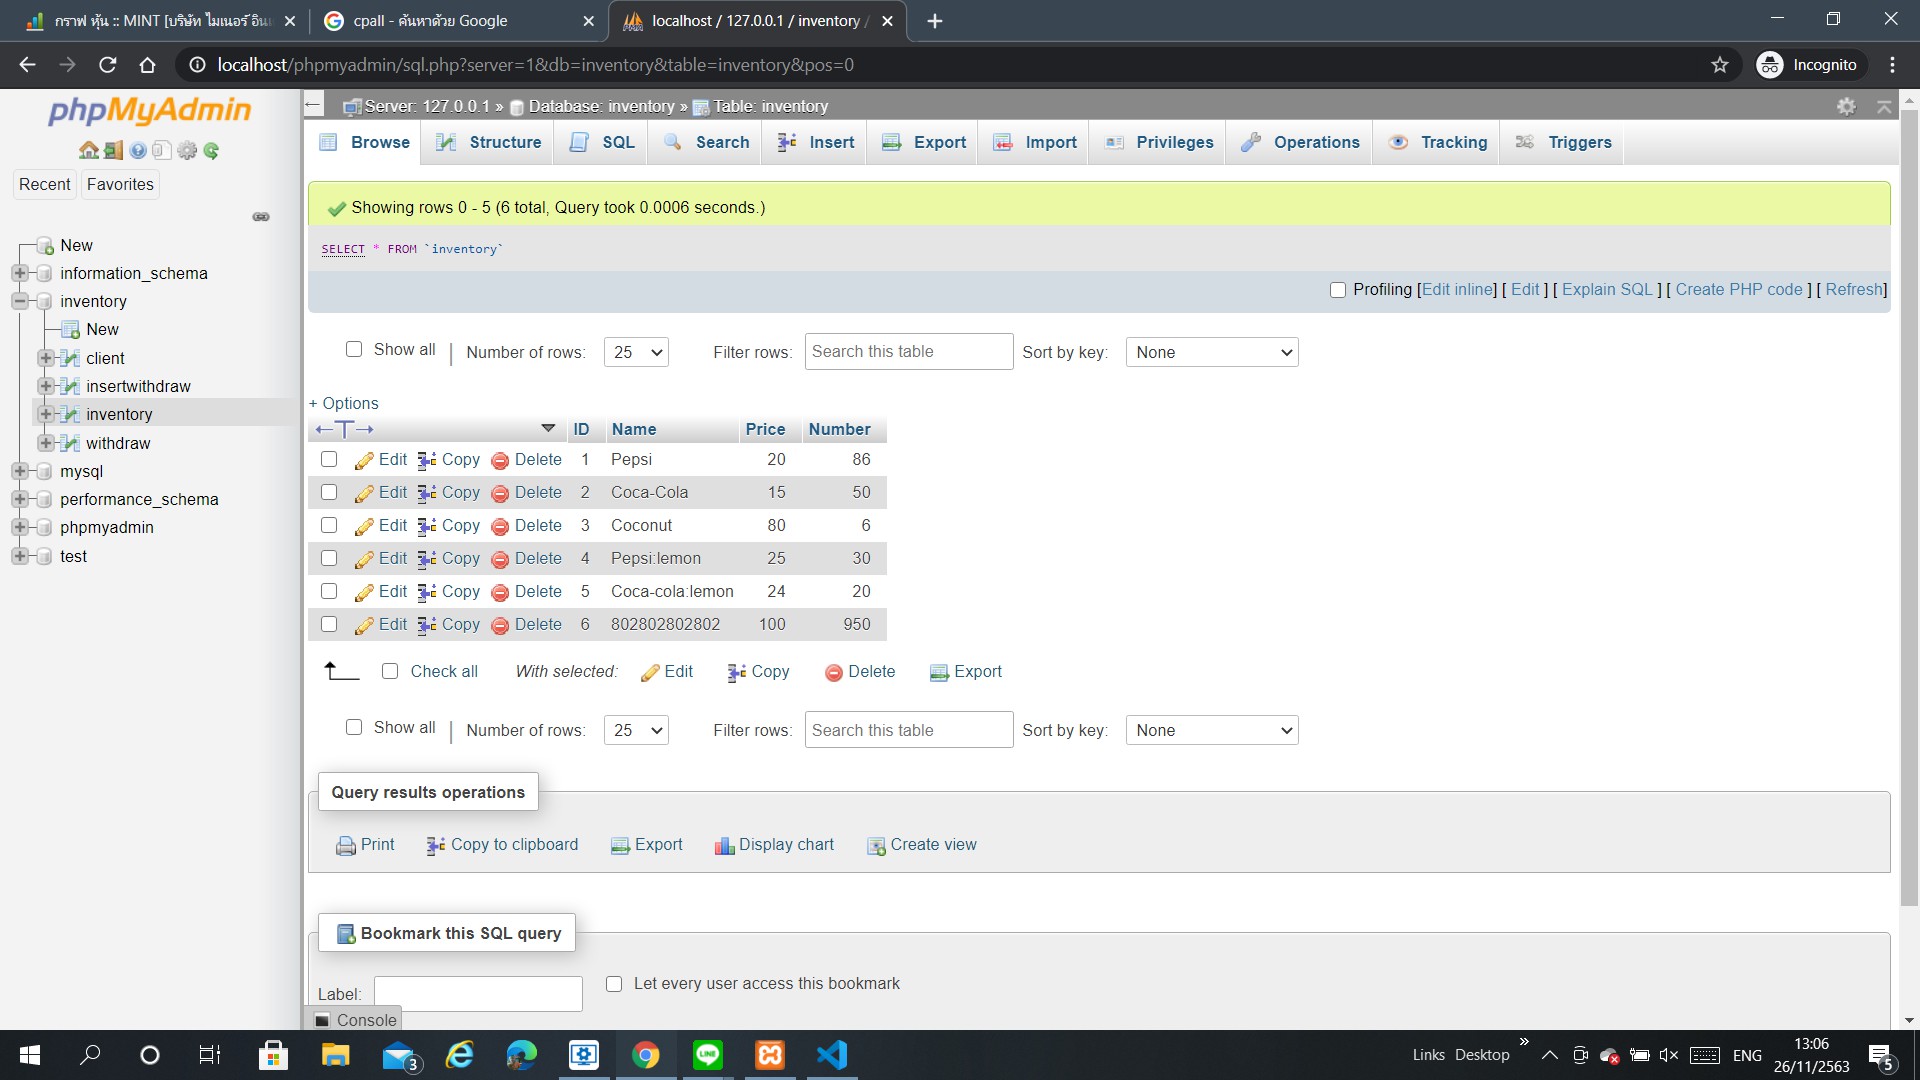 กราฟ หุ้น :: MINT [บริษัท ไมเนอร์ อิน
cpall - ค้นหาด้วย Google
localhost / 127.0.0.1 / inventory /
localhost/phpmyadmin/sql.php?server=1&db=inventory&table=inventory&pos=0
Incognito
phpMyAdmin
Recent
Favorites
New
information_schema
inventory
New
client
insertwithdraw
inventory
withdraw
mysql
performance_schema
phpmyadmin
test
Server: 127.0.0.1 » Database: inventory » Table: inventory
Browse Structure SQL Search Insert Export Import Privileges Operations Tracking Triggers
Showing rows 0 - 5 (6 total, Query took 0.0006 seconds.)
SELECT * FROM `inventory`
Profiling [Edit inline] [ Edit ] [ Explain SQL ] [ Create PHP code ] [ Refresh]
Show all | Number of rows: 25 Filter rows: Search this table Sort by key: None
+ Options
←T→ ID Name Price Number
Edit Copy Delete 1 Pepsi 20 86
Edit Copy Delete 2 Coca-Cola 15 50
Edit Copy Delete 3 Coconut 80 6
Edit Copy Delete 4 Pepsi:lemon 25 30
Edit Copy Delete 5 Coca-cola:lemon 24 20
Edit Copy Delete 6 802802802802 100 950
Check all With selected: Edit Copy Delete Export
Show all | Number of rows: 25 Filter rows: Search this table Sort by key: None
Query results operations
Print Copy to clipboard Export Display chart Create view
Bookmark this SQL query
Label: Let every user access this bookmark
Console
3
Links Desktop » ENG
13:06
26/11/2563
5